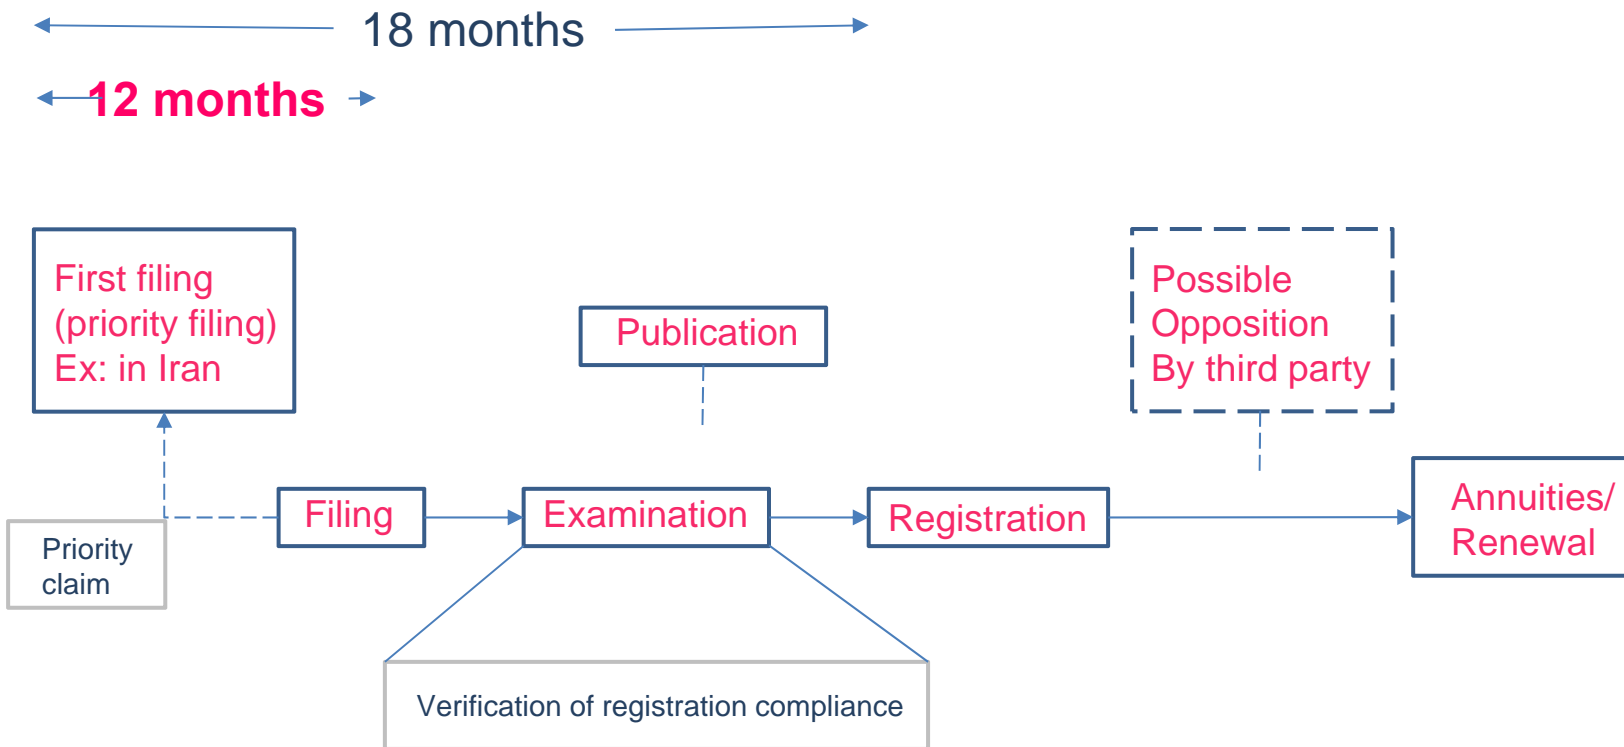 18 months
12 months
First filing
(priority filing)
Ex: in Iran
Publication
Possible
Opposition
By third party
Priority
claim
Filing
Examination
Registration
Annuities/
Renewal
Verification of registration compliance